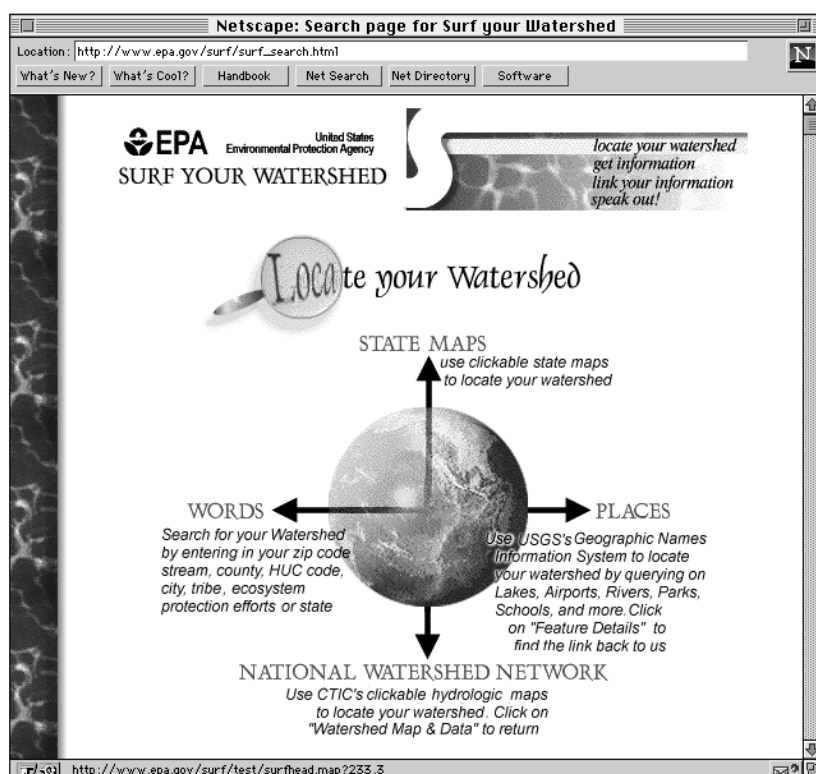 Netscape: Search page for Surf your Watershed
Location: http://www.epa.gov/surf/surf_search.html
N
What's New? What's Cool? Handbook Net Search Net Directory Software
EPA United States
Environmental Protection Agency
SURF YOUR WATERSHED
locate your watershed
get information
link your information
speak out!
Locate your Watershed
STATE MAPS
use clickable state maps
to locate your watershed
WORDS
Search for your Watershed
by entering in your zip code
stream, county, HUC code,
city, tribe, ecosystem
protection efforts or state
PLACES
Use USGS's Geographic Names
Information System to locate
your watershed by querying on
Lakes, Airports, Rivers, Parks,
Schools, and more. Click
on "Feature Details" to
find the link back to us
NATIONAL WATERSHED NETWORK
Use CTIC's clickable hydrologic maps
to locate your watershed. Click on
"Watershed Map & Data" to return
http://www.epa.gov/surf/test/surfhead.map?233,3